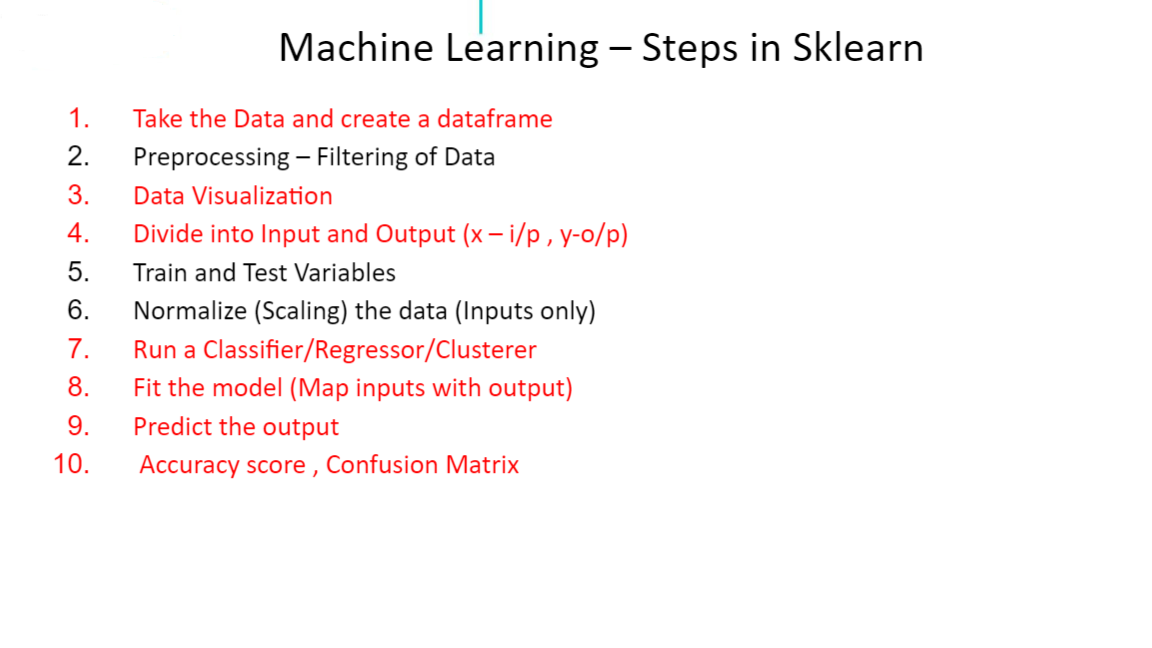 Machine Learning – Steps in Sklearn
1. Take the Data and create a dataframe
2. Preprocessing – Filtering of Data
3. Data Visualization
4. Divide into Input and Output (x – i/p , y-o/p)
5. Train and Test Variables
6. Normalize (Scaling) the data (Inputs only)
7. Run a Classifier/Regressor/Clusterer
8. Fit the model (Map inputs with output)
9. Predict the output
10. Accuracy score , Confusion Matrix